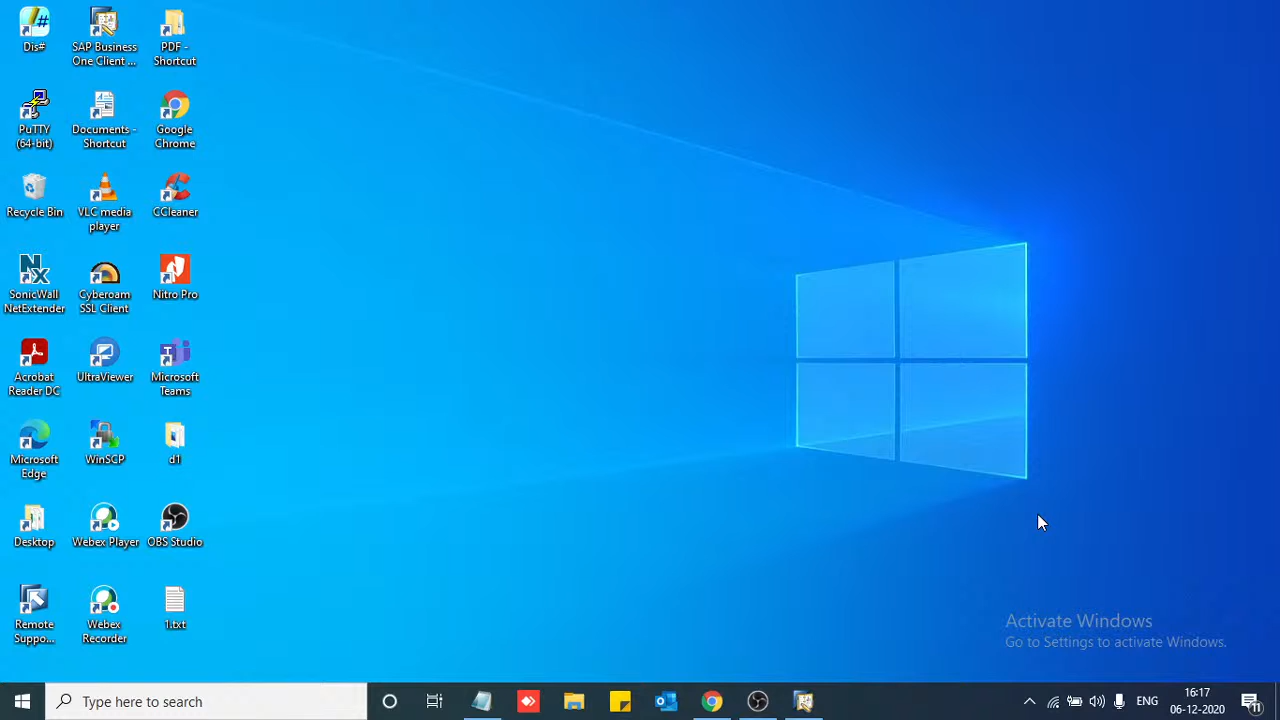 Dis#
SAP Business
One Client ...
PDF -
Shortcut
PuTTY
(64-bit)
Documents -
Shortcut
Google
Chrome
Recycle Bin
VLC media
player
CCleaner
SonicWall
NetExtender
Cyberoam
SSL Client
Nitro Pro
Acrobat
Reader DC
UltraViewer
Microsoft
Teams
Microsoft
Edge
WinSCP
d1
Desktop
Webex Player
OBS Studio
Remote
Suppo...
Webex
Recorder
1.txt
Activate Windows
Go to Settings to activate Windows.
Type here to search
ENG
16:17
06-12-2020
11